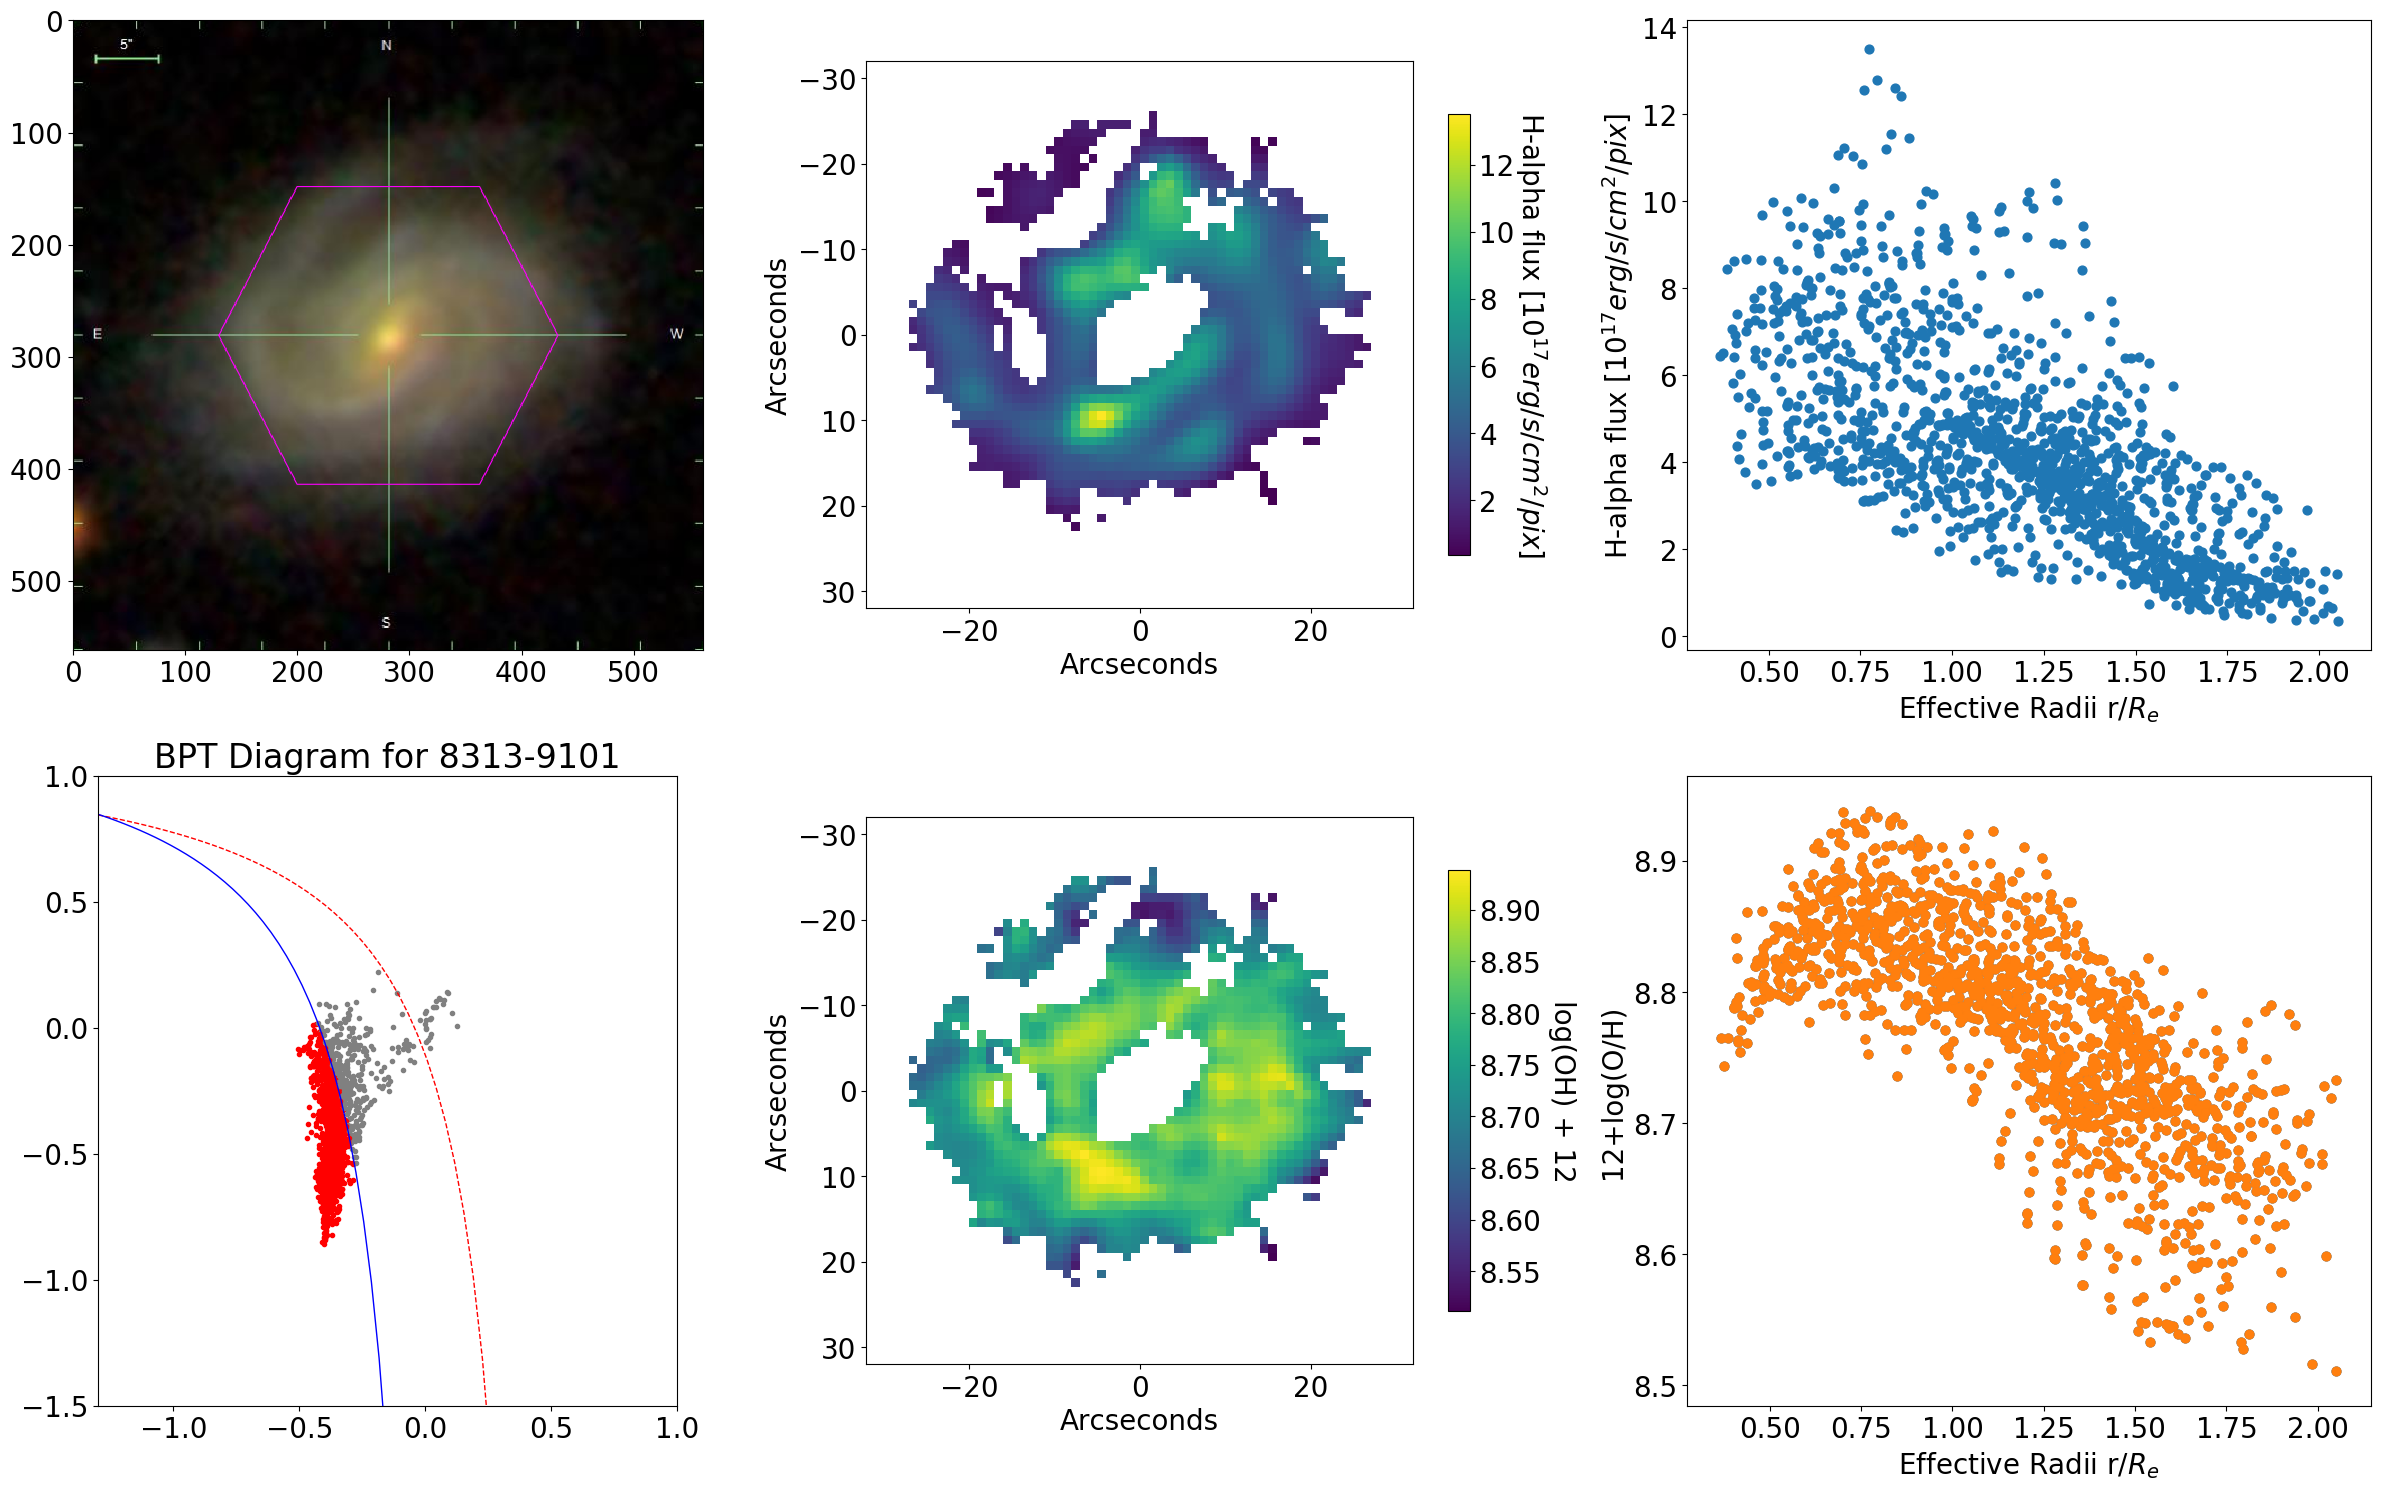 0
100
200
300
400
500
0 100 200 300 400 500
5"
N
E
W
S
−30
−20
−10
0
10
20
30
−20 0 20
Arcseconds
Arcseconds
12
10
8
6
4
2
H-alpha flux [10^17 erg/s/cm^2/pix]
14
12
10
8
6
4
2
0
H-alpha flux [10^17 erg/s/cm^2/pix]
0.50 0.75 1.00 1.25 1.50 1.75 2.00
Effective Radii r/R_e
BPT Diagram for 8313-9101
1.0
0.5
0.0
−0.5
−1.0
−1.5
−1.0 −0.5 0.0 0.5 1.0
−30
−20
−10
0
10
20
30
−20 0 20
Arcseconds
Arcseconds
8.90
8.85
8.80
8.75
8.70
8.65
8.60
8.55
log(OH) + 12
8.9
8.8
8.7
8.6
8.5
12+log(O/H)
0.50 0.75 1.00 1.25 1.50 1.75 2.00
Effective Radii r/R_e